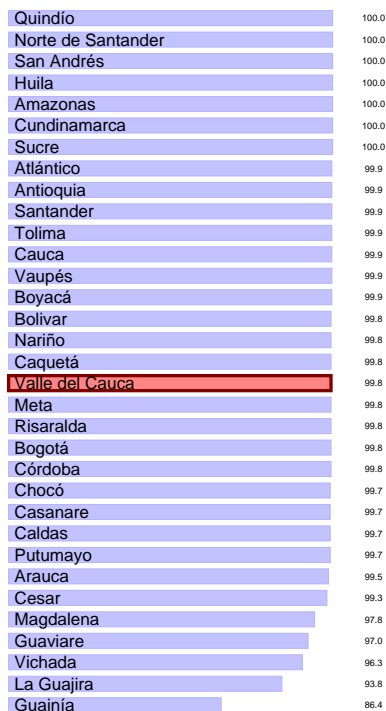 Quindío 100.0
Norte de Santander 100.0
San Andrés 100.0
Huila 100.0
Amazonas 100.0
Cundinamarca 100.0
Sucre 100.0
Atlántico 99.9
Antioquia 99.9
Santander 99.9
Tolima 99.9
Cauca 99.9
Vaupés 99.9
Boyacá 99.9
Bolivar 99.8
Nariño 99.8
Caquetá 99.8
Valle del Cauca 99.8
Meta 99.8
Risaralda 99.8
Bogotá 99.8
Córdoba 99.8
Chocó 99.7
Casanare 99.7
Caldas 99.7
Putumayo 99.7
Arauca 99.5
Cesar 99.3
Magdalena 97.8
Guaviare 97.0
Vichada 96.3
La Guajira 93.8
Guainía 86.4